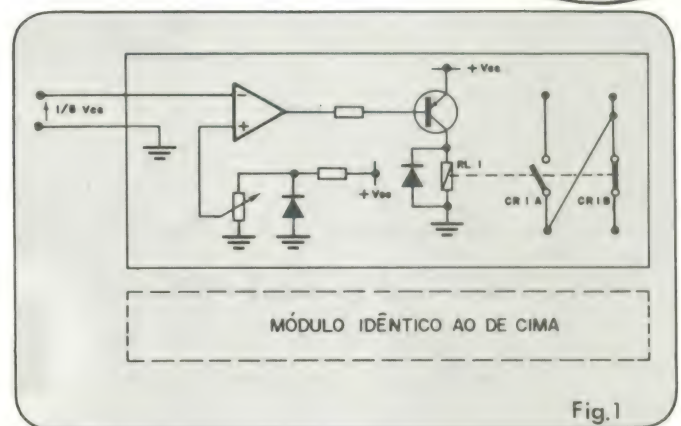 + Vcc
1/8 Vcc
-
+
+ Vcc
RL 1
CR 1 A
CR 1 B
MÓDULO IDÊNTICO AO DE CIMA
Fig.1